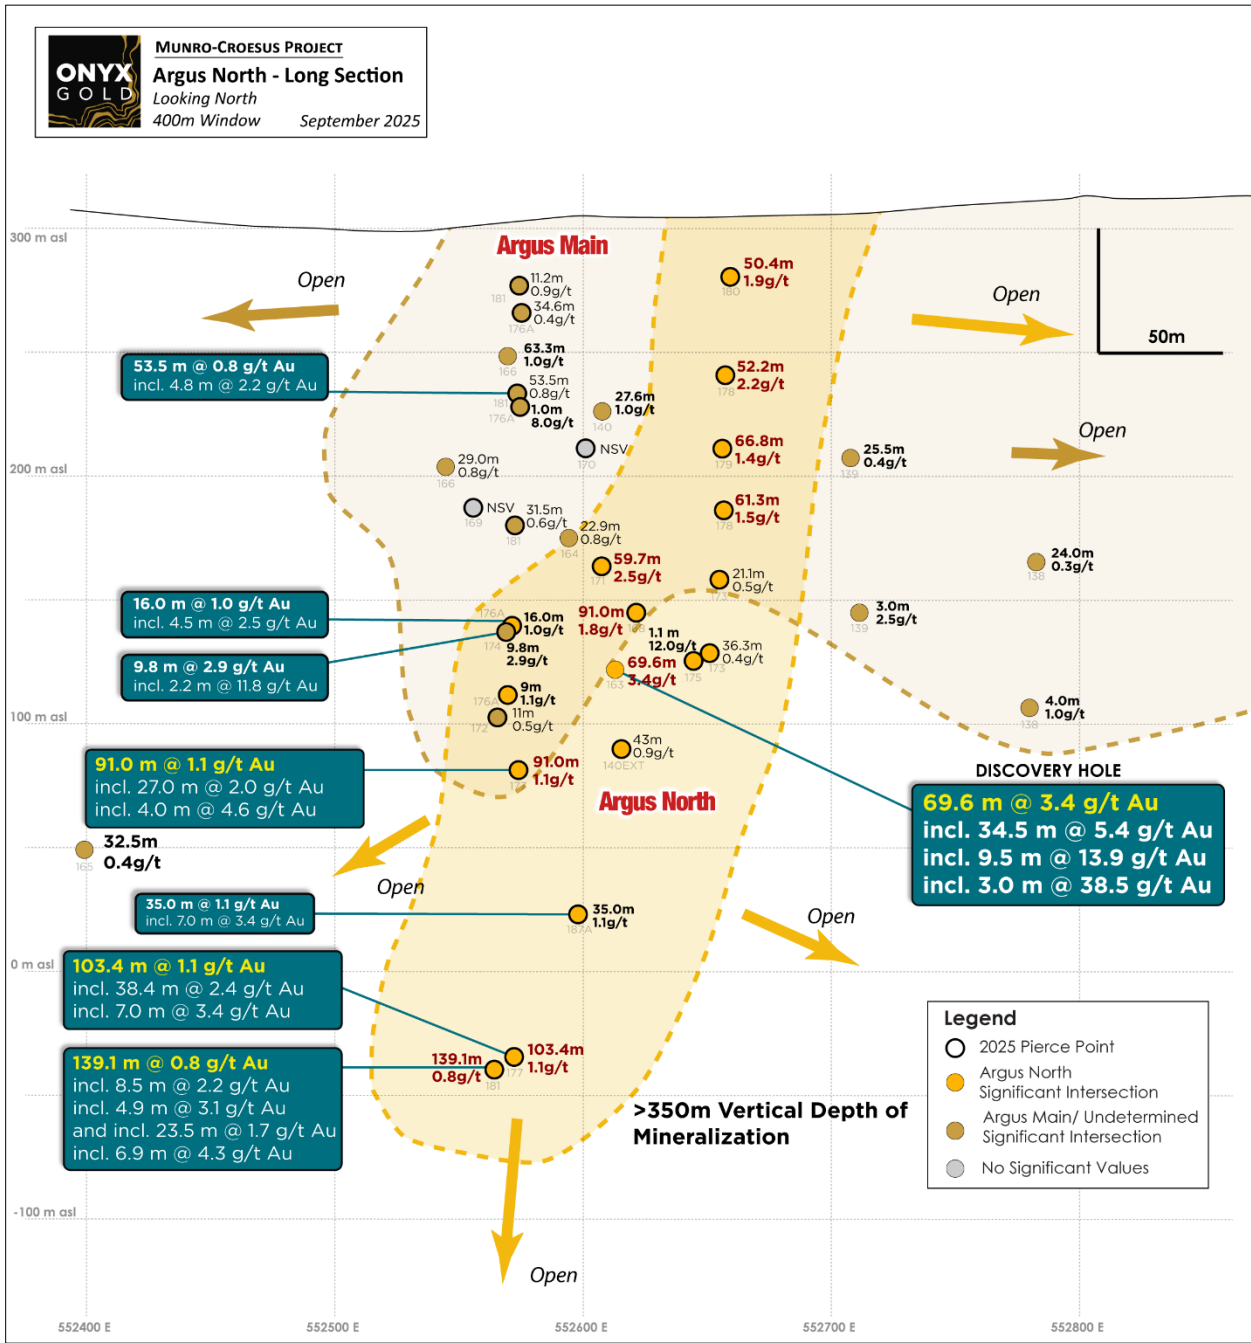 ONYX
GOLD
MUNRO-CROESUS PROJECT
Argus North - Long Section
Looking North
400m Window September 2025
300 m asl
200 m asl
100 m asl
0 m asl
-100 m asl
552400 E
552500 E
552600 E
552700 E
552800 E
Argus Main
Open
Open
Open
50m
181
11.2m
0.9g/t
176A
34.6m
0.4g/t
166
63.3m
1.0g/t
181
53.5m
0.8g/t
176A
1.0m
8.0g/t
140
27.6m
1.0g/t
170
NSV
166
29.0m
0.8g/t
169
NSV
181
31.5m
0.6g/t
164
22.9m
0.8g/t
180
50.4m
1.9g/t
178
52.2m
2.2g/t
179
66.8m
1.4g/t
178
61.3m
1.5g/t
171
59.7m
2.5g/t
173
21.1m
0.5g/t
91.0m
1.8g/t
1.1 m
12.0g/t
175
36.3m
0.4g/t
173
163
69.6m
3.4g/t
139
25.5m
0.4g/t
138
24.0m
0.3g/t
139
3.0m
2.5g/t
138
4.0m
1.0g/t
176A
16.0m
1.0g/t
174
9.8m
2.9g/t
176A
9m
1.1g/t
172
11m
0.5g/t
140EXT
43m
0.9g/t
91.0m
1.1g/t
Argus North
165
32.5m
0.4g/t
187A
35.0m
1.1g/t
177
103.4m
1.1g/t
181
139.1m
0.8g/t
Open
Open
Open
53.5 m @ 0.8 g/t Au
incl. 4.8 m @ 2.2 g/t Au
16.0 m @ 1.0 g/t Au
incl. 4.5 m @ 2.5 g/t Au
9.8 m @ 2.9 g/t Au
incl. 2.2 m @ 11.8 g/t Au
91.0 m @ 1.1 g/t Au
incl. 27.0 m @ 2.0 g/t Au
incl. 4.0 m @ 4.6 g/t Au
35.0 m @ 1.1 g/t Au
incl. 7.0 m @ 3.4 g/t Au
103.4 m @ 1.1 g/t Au
incl. 38.4 m @ 2.4 g/t Au
incl. 7.0 m @ 3.4 g/t Au
139.1 m @ 0.8 g/t Au
incl. 8.5 m @ 2.2 g/t Au
incl. 4.9 m @ 3.1 g/t Au
and incl. 23.5 m @ 1.7 g/t Au
incl. 6.9 m @ 4.3 g/t Au
DISCOVERY HOLE
69.6 m @ 3.4 g/t Au
incl. 34.5 m @ 5.4 g/t Au
incl. 9.5 m @ 13.9 g/t Au
incl. 3.0 m @ 38.5 g/t Au
>350m Vertical Depth of
Mineralization
Legend
2025 Pierce Point
Argus North
Significant Intersection
Argus Main/ Undetermined
Significant Intersection
No Significant Values